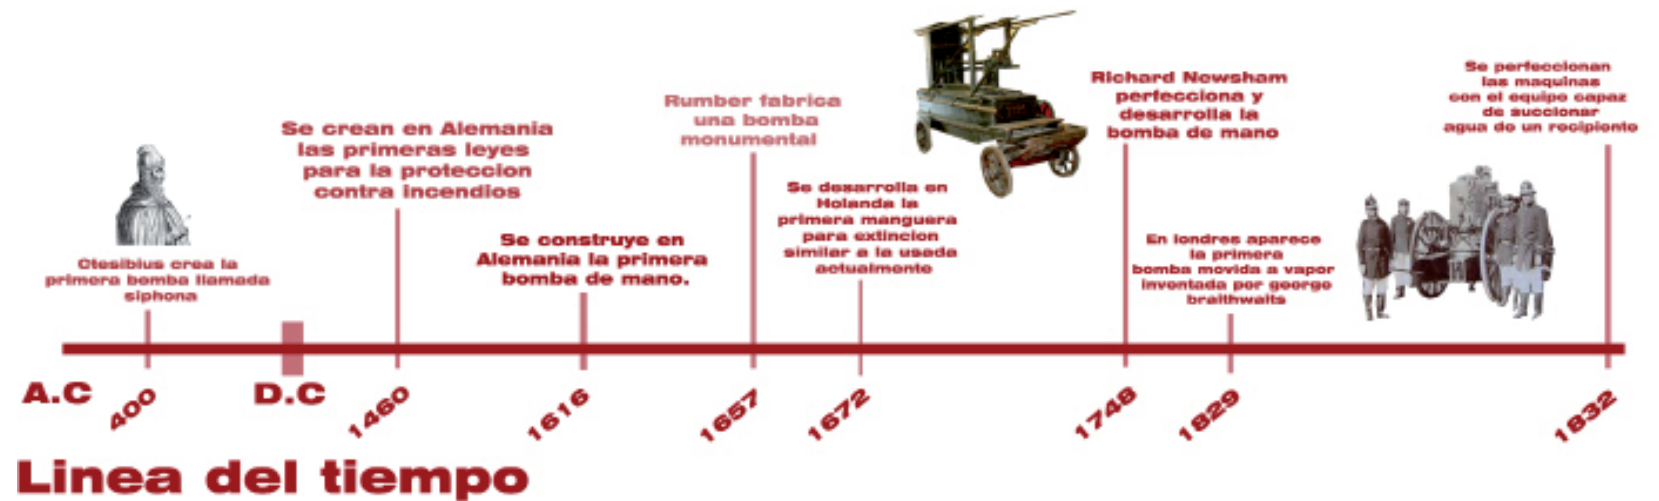 Ctesibius crea la
primera bomba llamada
siphona
Se crean en Alemania
las primeras leyes
para la proteccion
contra incendios
Se construye en
Alemania la primera
bomba de mano.
Rumber fabrica
una bomba
monumental
Se desarrolla en
Holanda la
primera manguera
para extincion
similar a la usada
actualmente
Richard Newsham
perfecciona y
desarrolla la
bomba de mano
En londres aparece
la primera
bomba movida a vapor
inventada por george
braithwaits
Se perfeccionan
las maquinas
con el equipo capaz
de succionar
agua de un recipiente
A.C
400
D.C
1460
1616
1657
1672
1748
1829
1832
Linea del tiempo